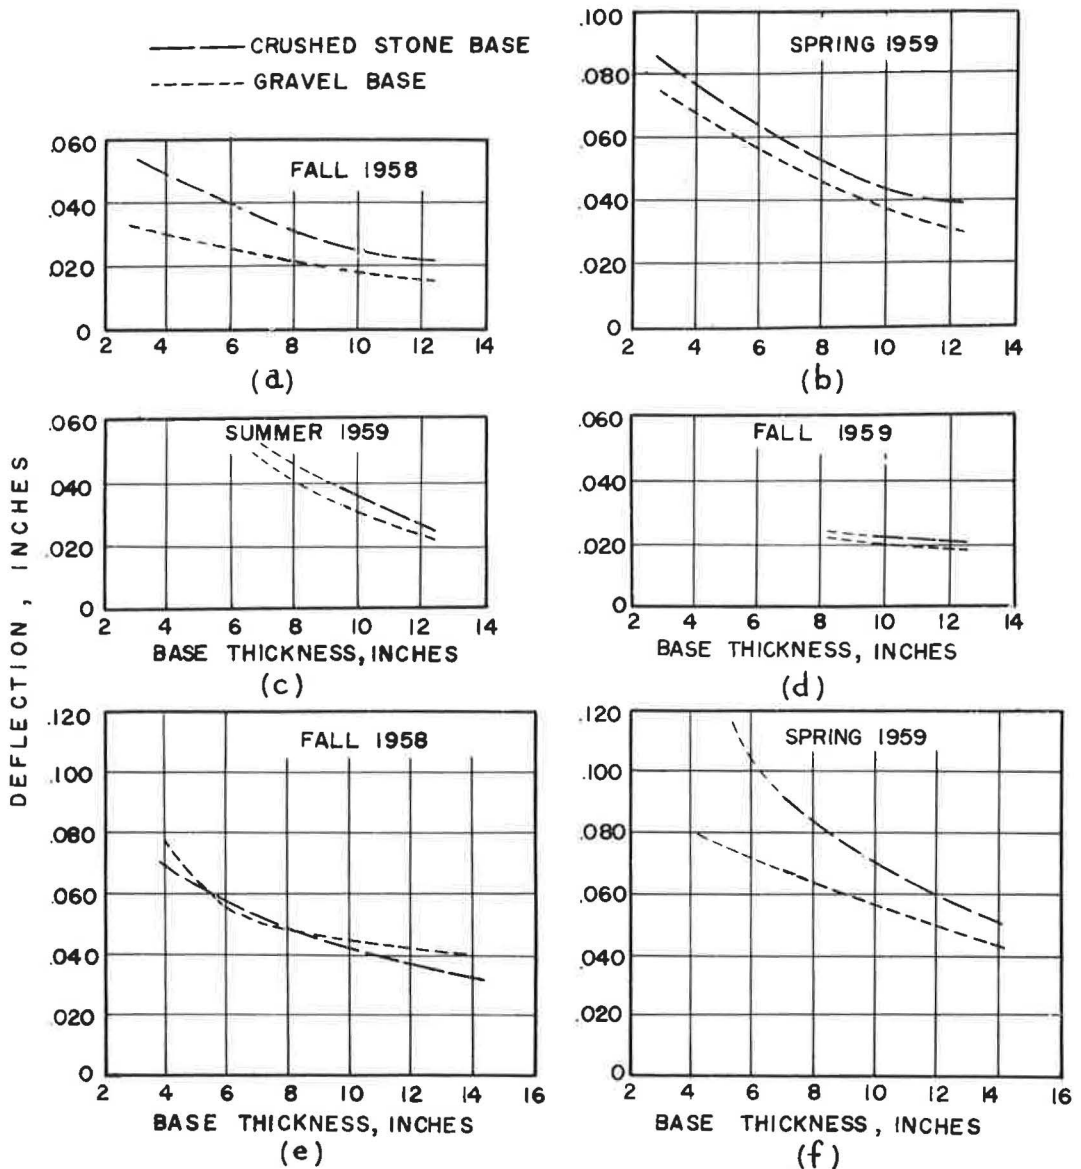 CRUSHED STONE BASE
GRAVEL BASE
FALL 1958
.060
.040
.020
0
2 4 6 8 10 12 14
(a)
SPRING 1959
.100
.080
.060
.040
.020
0
2 4 6 8 10 12 14
(b)
SUMMER 1959
.060
.040
.020
0
2 4 6 8 10 12 14
BASE THICKNESS, INCHES
(c)
FALL 1959
.060
.040
.020
0
2 4 6 8 10 12 14
BASE THICKNESS, INCHES
(d)
DEFLECTION, INCHES
FALL 1958
.120
.100
.080
.060
.040
.020
0
2 4 6 8 10 12 14 16
BASE THICKNESS, INCHES
(e)
SPRING 1959
.120
.100
.080
.060
.040
.020
0
2 4 6 8 10 12 14 16
BASE THICKNESS, INCHES
(f)